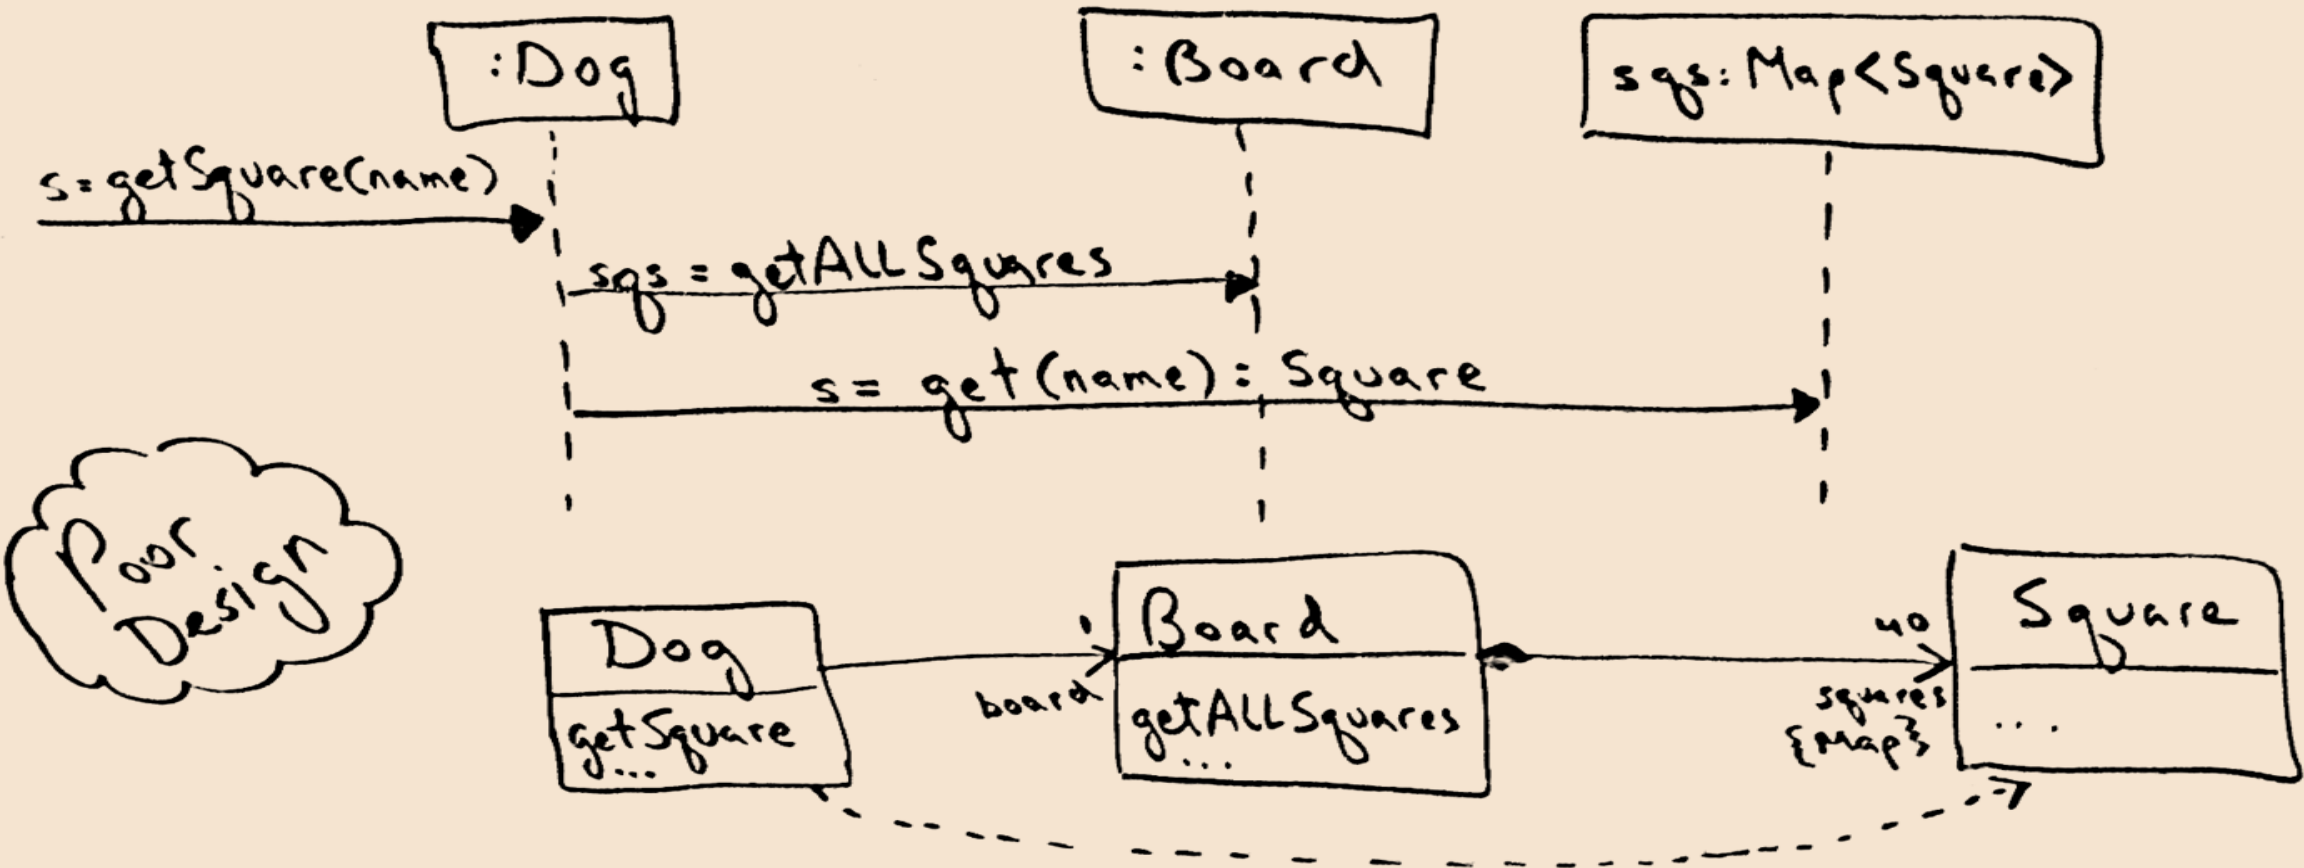 :Dog
:Board
sqs:Map<Square>
s=getSquare(name)
sqs = getALLSquares
s= get (name) : Square
Poor
Design
Dog
getSquare
...
1
board
Board
getALLSquares
...
40
squares
{Map}
Square
...